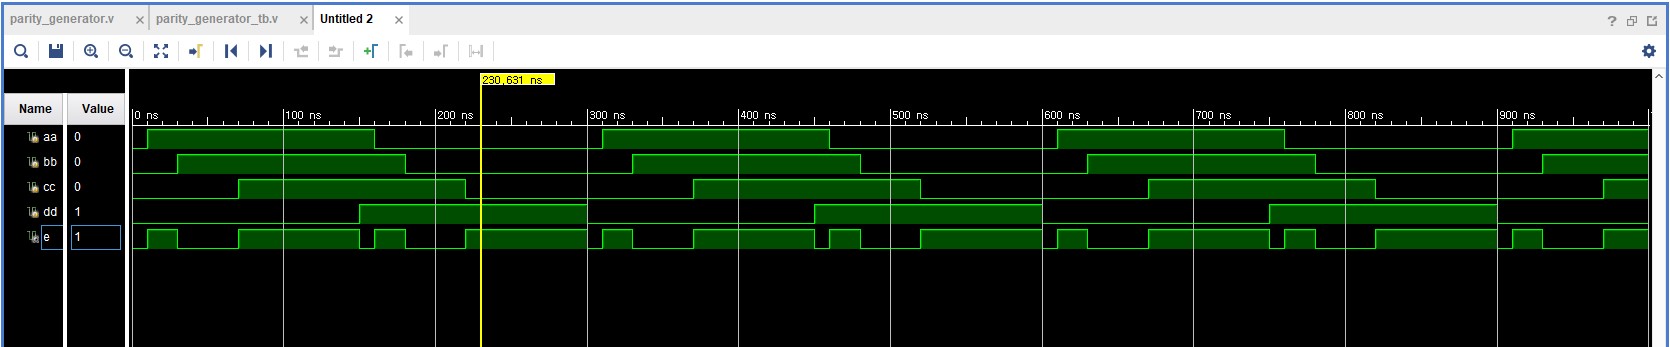 parity_generator.v × parity_generator_tb.v × Untitled 2 ×
230,631 ns
Name Value
0 ns 100 ns 200 ns 300 ns 400 ns 500 ns 600 ns 700 ns 800 ns 900 ns
aa 0
bb 0
cc 0
dd 1
e 1